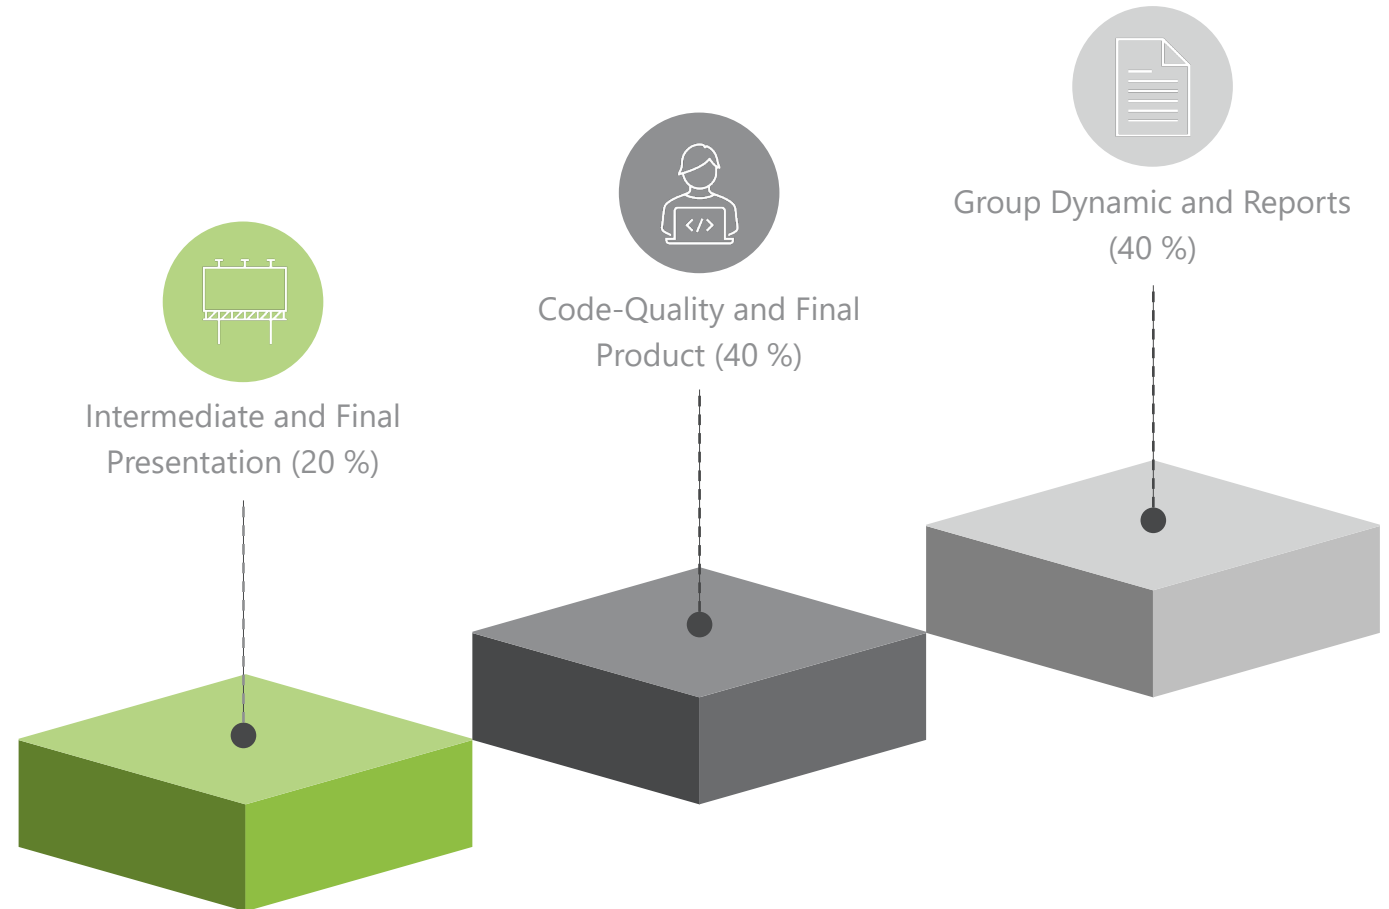 Intermediate and Final
Presentation (20 %)
Code-Quality and Final
Product (40 %)
</>
Group Dynamic and Reports
(40 %)